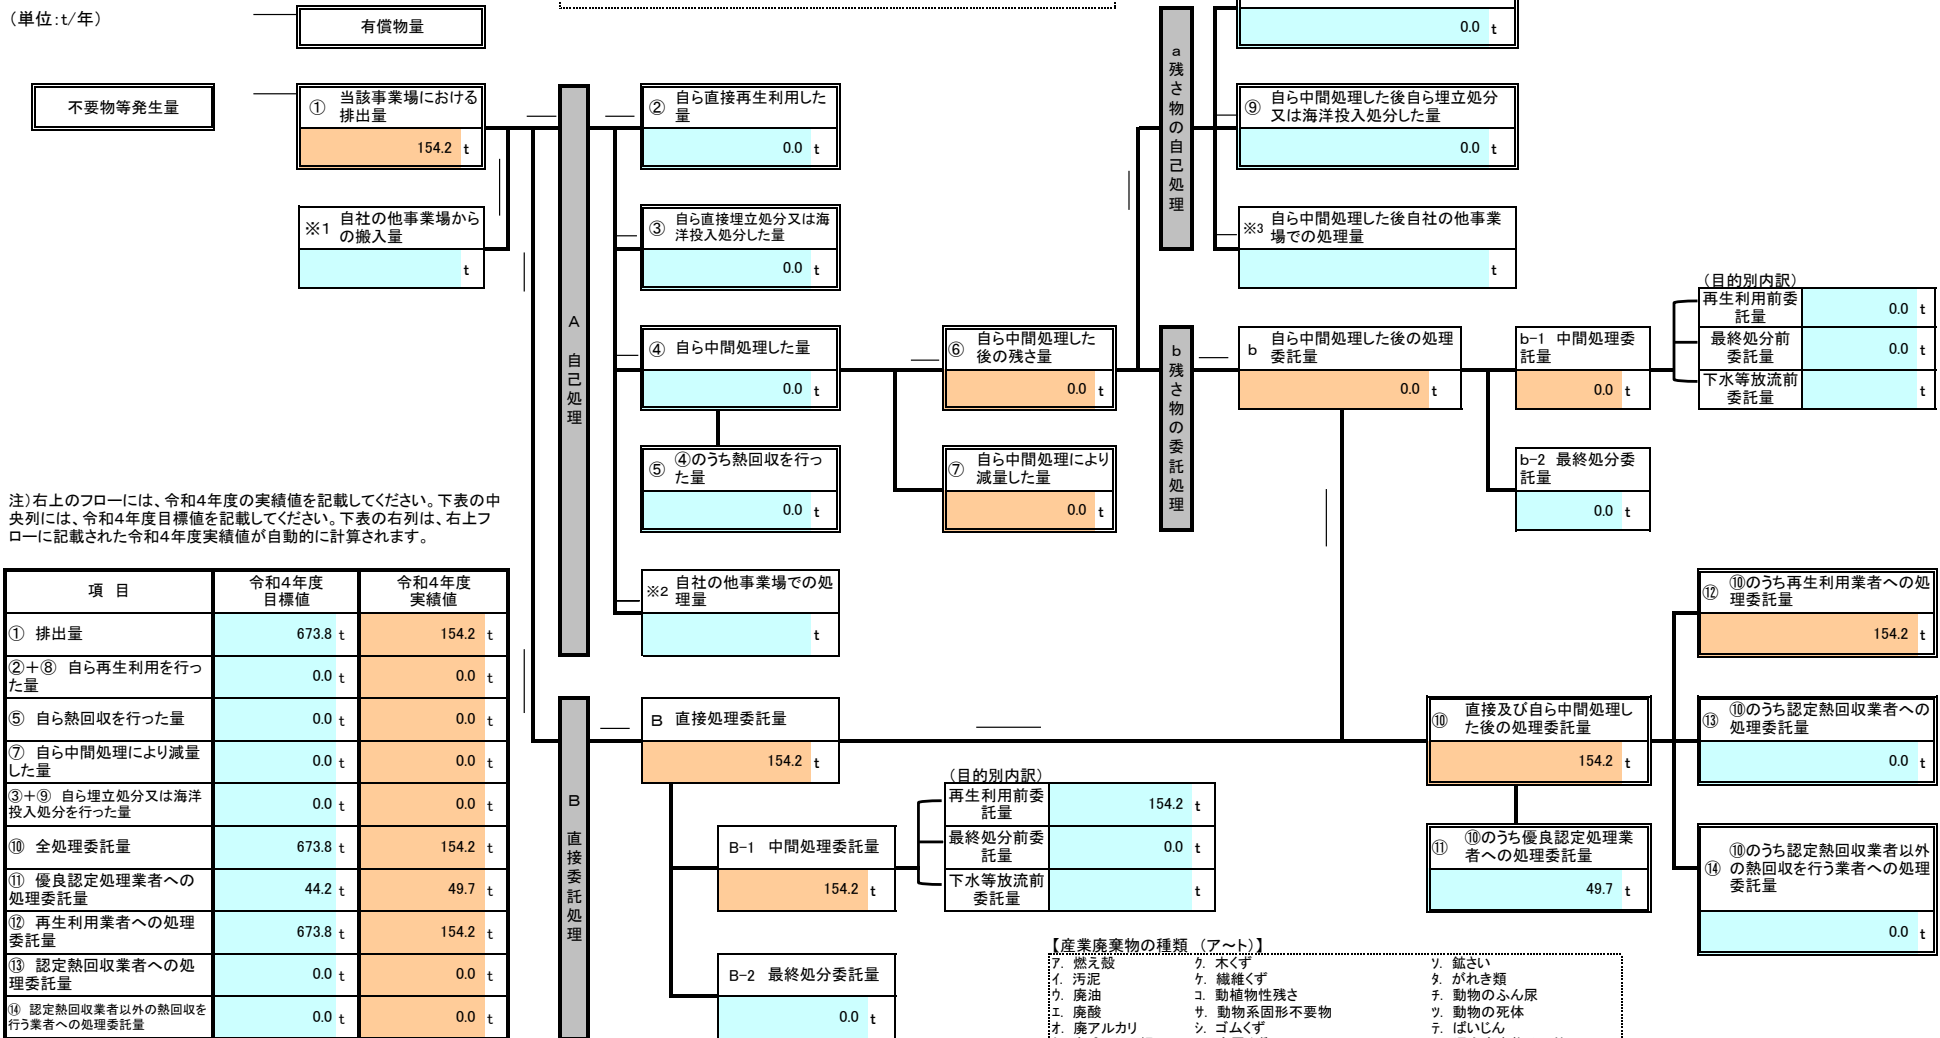 （単位：t/年）
有償物量
不要物等発生量
① 当該事業場における
排出量
154.2 t
※1 自社の他事業場から
の搬入量
t
A 自己処理
② 自ら直接再生利用した
量
0.0 t
③ 自ら直接埋立処分又は海
洋投入処分した量
0.0 t
④ 自ら中間処理した量
0.0 t
⑤ ④のうち熱回収を行っ
た量
0.0 t
※2 自社の他事業場での処
理量
t
⑥ 自ら中間処理した
後の残さ量
0.0 t
⑦ 自ら中間処理により
減量した量
0.0 t
a 残さ物の自己処理
0.0 t
⑨ 自ら中間処理した後自ら埋立処分
又は海洋投入処分した量
0.0 t
※3 自ら中間処理した後自社の他事業
場での処理量
t
b 残さ物の委託処理
b 自ら中間処理した後の処理
委託量
0.0 t
b-1 中間処理委
託量
0.0 t
b-2 最終処分委
託量
0.0 t
（目的別内訳）
再生利用前委
託量
0.0 t
最終処分前
委託量
0.0 t
下水等放流前
委託量
t
注）右上のフローには、令和４年度の実績値を記載してください。下表の中
央列には、令和４年度目標値を記載してください。下表の右列は、右上フ
ローに記載された令和４年度実績値が自動的に計算されます。
項 目 令和４年度
目標値 令和４年度
実績値
① 排出量 673.8 t 154.2 t
②＋⑧ 自ら再生利用を行っ
た量 0.0 t 0.0 t
⑤ 自ら熱回収を行った量 0.0 t 0.0 t
⑦ 自ら中間処理により減量
した量 0.0 t 0.0 t
③＋⑨ 自ら埋立処分又は海洋
投入処分を行った量 0.0 t 0.0 t
⑩ 全処理委託量 673.8 t 154.2 t
⑪ 優良認定処理業者への
処理委託量 44.2 t 49.7 t
⑫ 再生利用業者への処理
委託量 673.8 t 154.2 t
⑬ 認定熱回収業者への処
理委託量 0.0 t 0.0 t
⑭ 認定熱回収業者以外の熱回収を
行う業者への処理委託量 0.0 t 0.0 t
B 直接委託処理
B 直接処理委託量
154.2 t
B-1 中間処理委託量
154.2 t
B-2 最終処分委託量
0.0 t
（目的別内訳）
再生利用前委
託量
154.2 t
最終処分前委
託量
0.0 t
下水等放流前
委託量
t
⑩ 直接及び自ら中間処理し
た後の処理委託量
154.2 t
⑪ ⑩のうち優良認定処理業
者への処理委託量
49.7 t
⑫ ⑩のうち再生利用業者への処
理委託量
154.2 t
⑬ ⑩のうち認定熱回収業者への
処理委託量
0.0 t
⑭ ⑩のうち認定熱回収業者以外
の熱回収を行う業者への処理
委託量
0.0 t
【産業廃棄物の種類 （ア～ト）】
ア. 燃え殻 ク. 木くず ソ. 鉱さい
イ. 汚泥 ケ. 繊維くず タ. がれき類
ウ. 廃油 コ. 動植物性残さ チ. 動物のふん尿
エ. 廃酸 サ. 動物系固形不要物 ツ. 動物の死体
オ. 廃アルカリ シ. ゴムくず テ. ばいじん